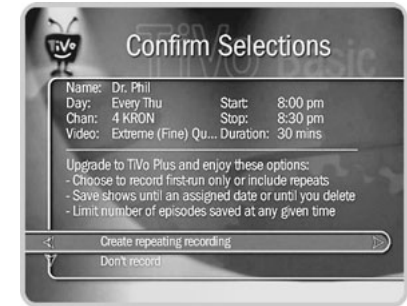 TiVo
TiVo Basic
Confirm Selections
Name: Dr. Phil
Day: Every Thu Start: 8:00 pm
Chan: 4 KRON Stop: 8:30 pm
Video: Extreme (Fine) Qu... Duration: 30 mins
Upgrade to TiVo Plus and enjoy these options:
- Choose to record first-run only or include repeats
- Save shows until an assigned date or until you delete
- Limit number of episodes saved at any given time
Create repeating recording
Don't record